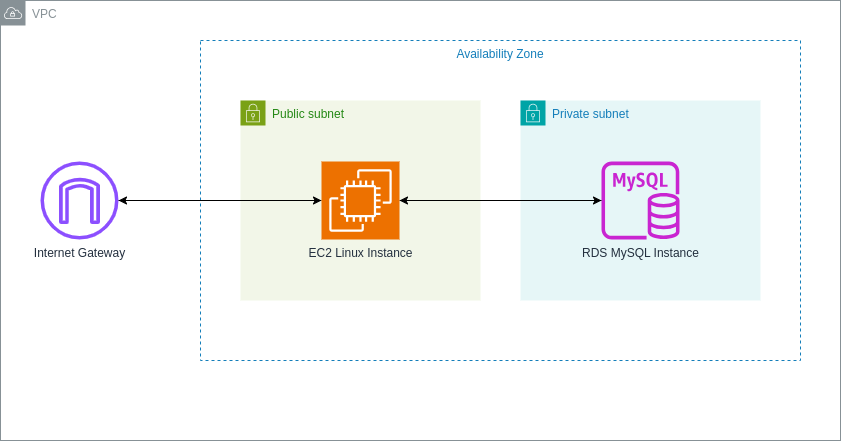 VPC
Availability Zone
Public subnet
Private subnet
MySQL
Internet Gateway
EC2 Linux Instance
RDS MySQL Instance